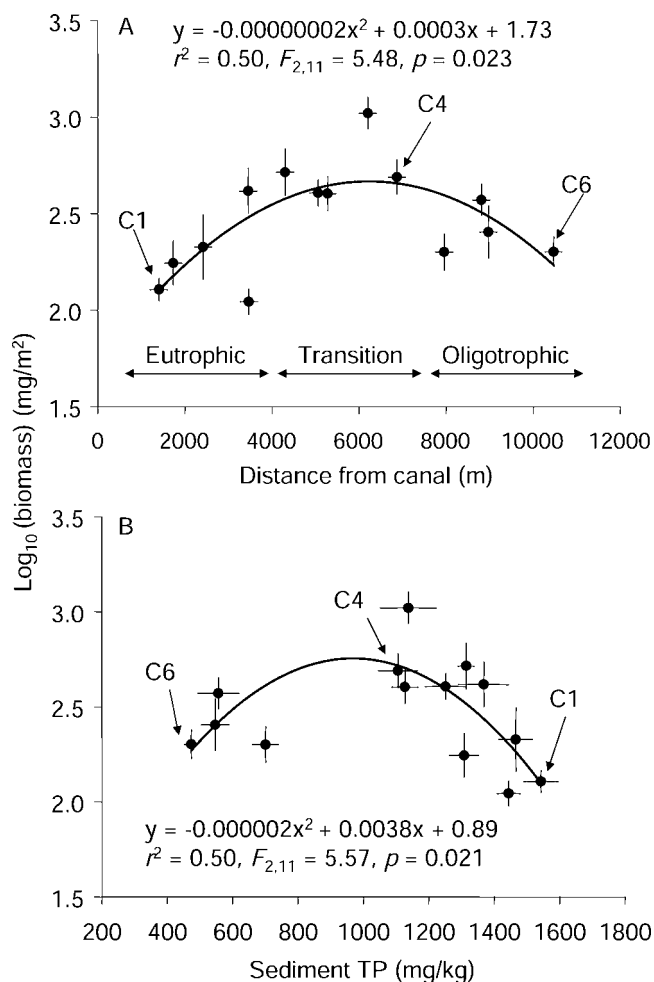 A
y = -0.00000002x² + 0.0003x + 1.73
r² = 0.50, F₂,₁₁ = 5.48, p = 0.023
3.5
3.0
2.5
2.0
1.5
C1
C4
C6
Eutrophic
Transition
Oligotrophic
0
2000
4000
6000
8000
10000
12000
Distance from canal (m)
Log₁₀ (biomass) (mg/m²)
B
3.5
3.0
2.5
2.0
1.5
C6
C4
C1
y = -0.000002x² + 0.0038x + 0.89
r² = 0.50, F₂,₁₁ = 5.57, p = 0.021
200
400
600
800
1000
1200
1400
1600
1800
Sediment TP (mg/kg)